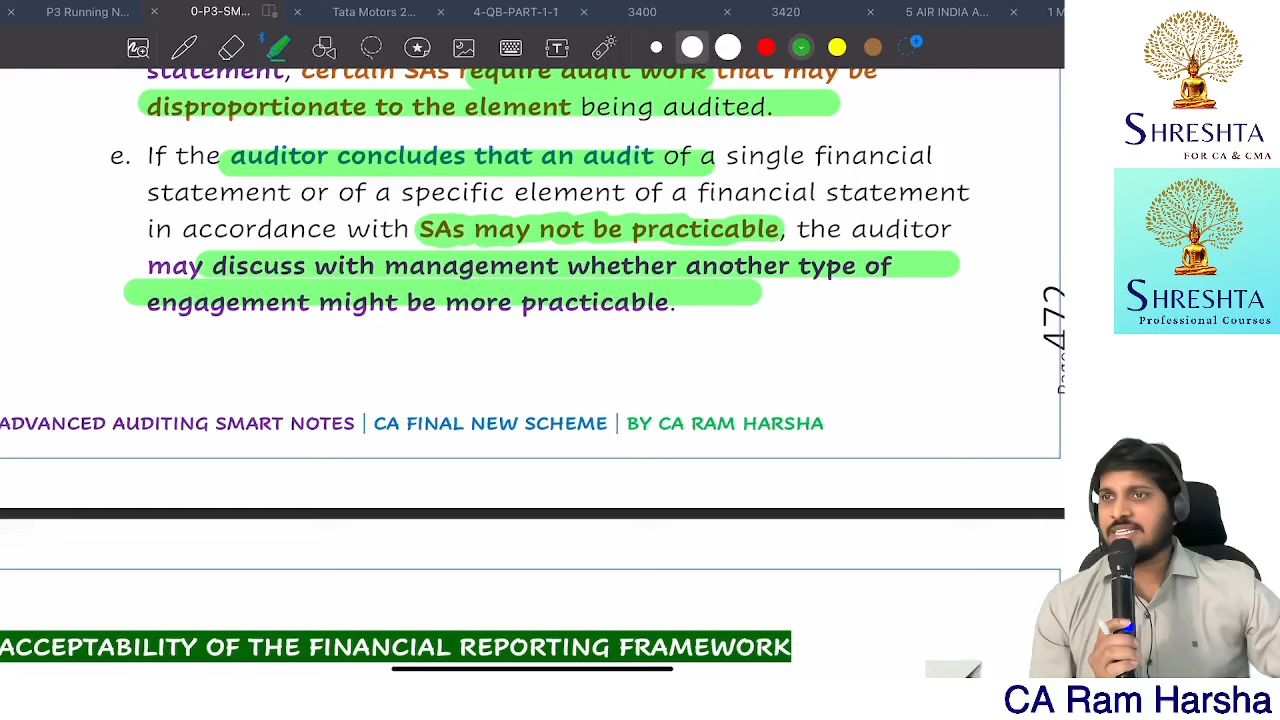 P3 Running N...
0-P3-SM...
Tata Motors 2...
4-QB-PART-1-1
3400
3420
5 AIR INDIA A...
1 M
statement, certain SAs require audit work that may be
disproportionate to the element being audited.
e. If the auditor concludes that an audit of a single financial
statement or of a specific element of a financial statement
in accordance with SAs may not be practicable, the auditor
may discuss with management whether another type of
engagement might be more practicable.
Page 472
ADVANCED AUDITING SMART NOTES | CA FINAL NEW SCHEME | BY CA RAM HARSHA
ACCEPTABILITY OF THE FINANCIAL REPORTING FRAMEWORK
SHRESHTA
FOR CA & CMA
SHRESHTA
Professional Courses
CA Ram Harsha